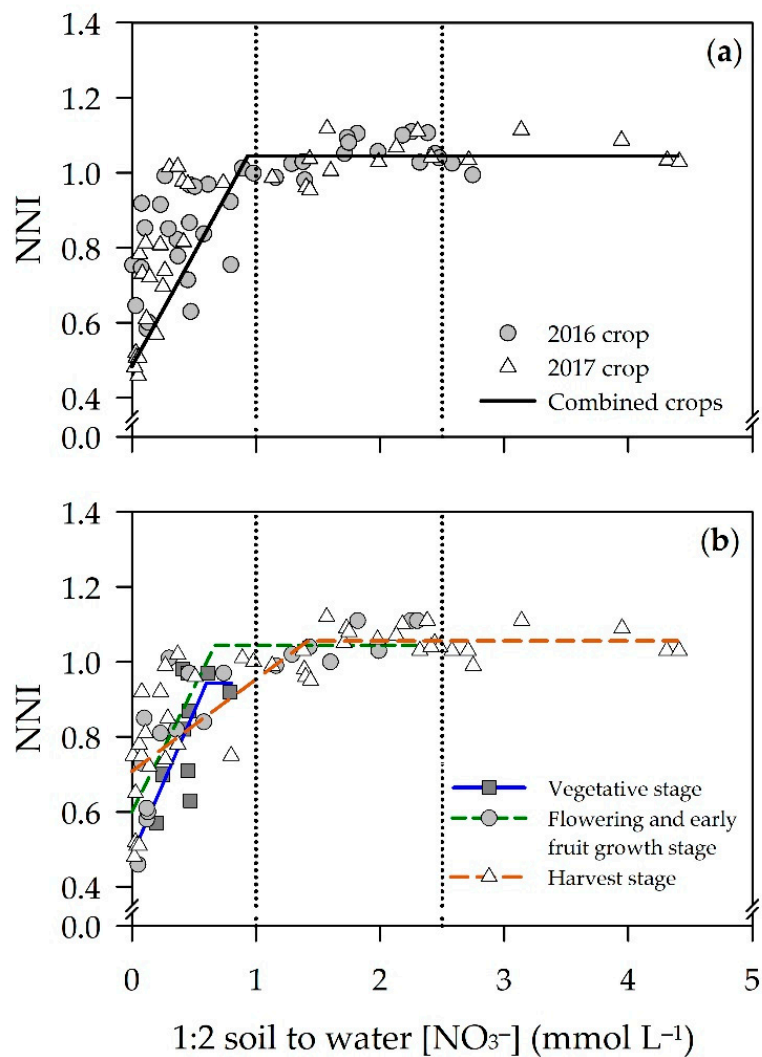 1.4
(a)
1.2
1.0
NNI
0.8
0.6
2016 crop
2017 crop
0.4
Combined crops
0.0
1.4
(b)
1.2
1.0
NNI
0.8
Vegetative stage
0.6
Flowering and early
fruit growth stage
0.4
Harvest stage
0.0
0 1 2 3 4 5
1:2 soil to water [NO₃⁻] (mmol L⁻¹)